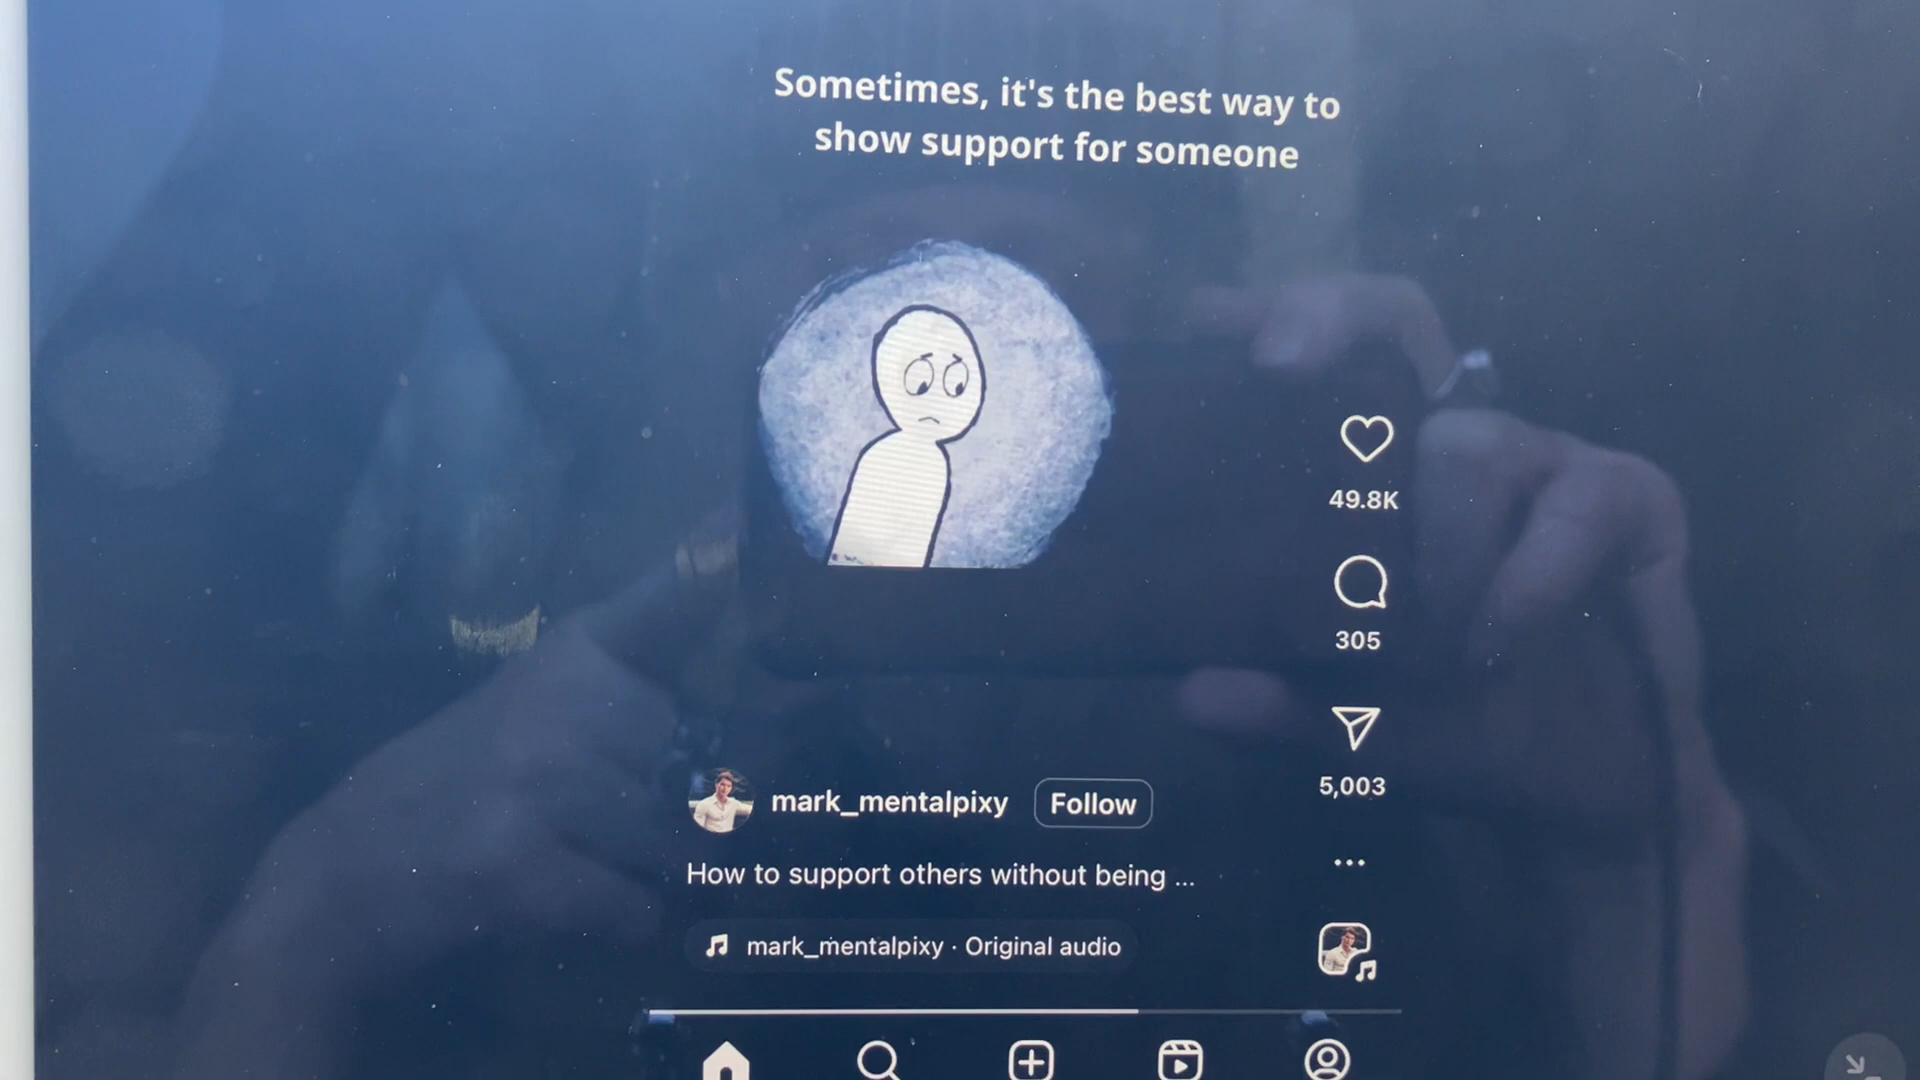 Sometimes, it's the best way to
show support for someone
49.8K
305
5,003
mark_mentalpixy Follow
How to support others without being ...
mark_mentalpixy · Original audio